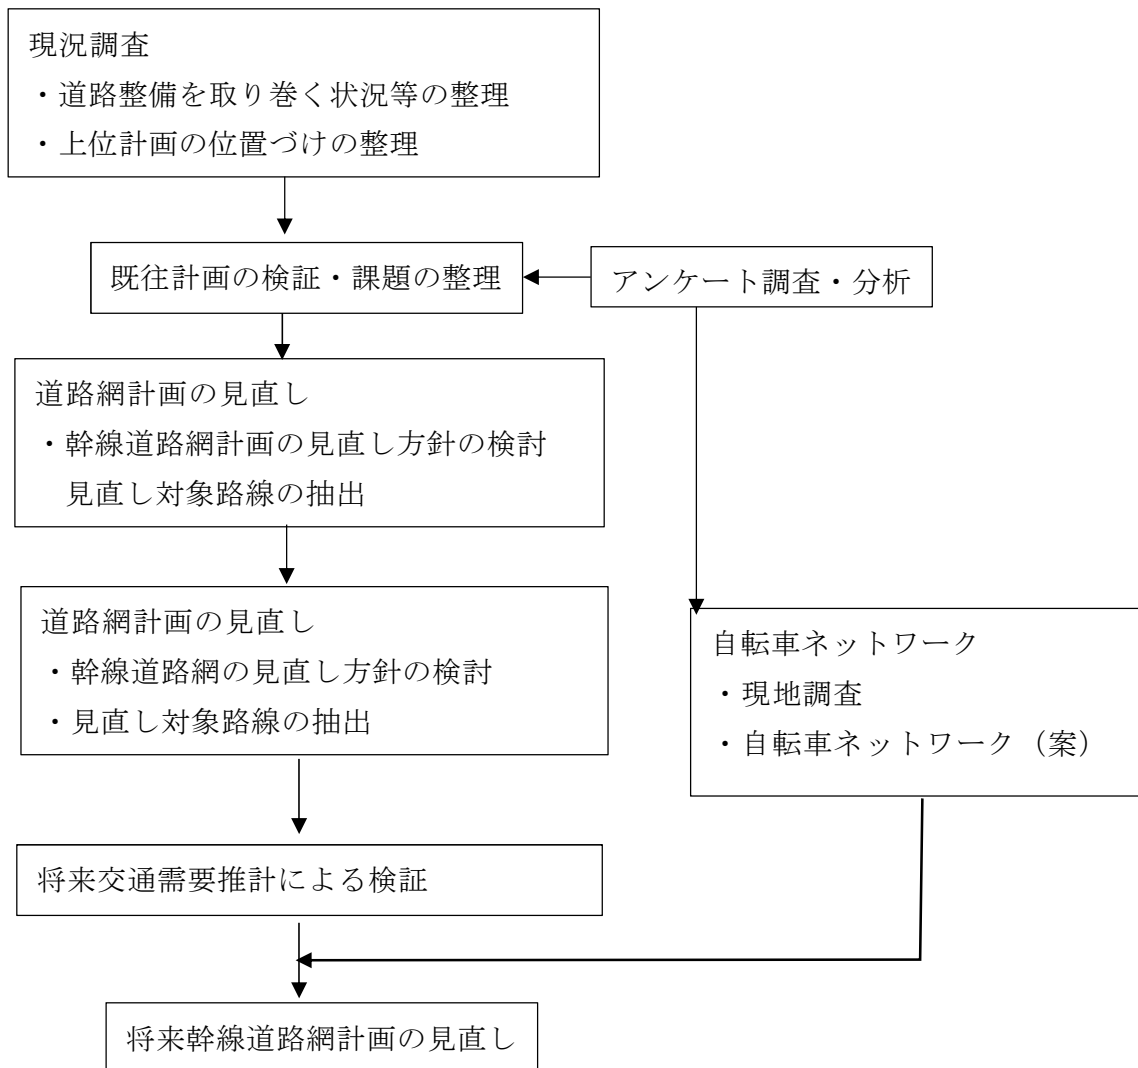 現況調査
・道路整備を取り巻く状況等の整理
・上位計画の位置づけの整理
既往計画の検証・課題の整理
アンケート調査・分析
道路網計画の見直し
・幹線道路網計画の見直し方針の検討
見直し対象路線の抽出
道路網計画の見直し
・幹線道路網の見直し方針の検討
・見直し対象路線の抽出
自転車ネットワーク
・現地調査
・自転車ネットワーク（案）
将来交通需要推計による検証
将来幹線道路網計画の見直し